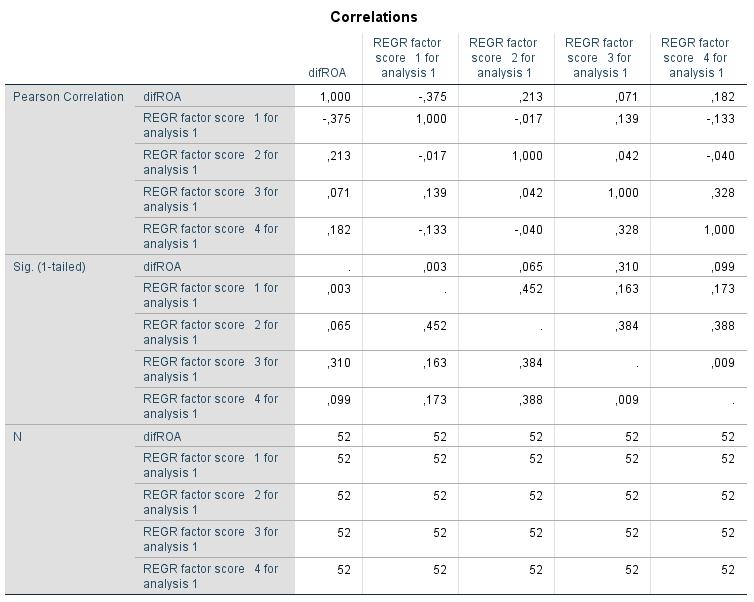 Correlations
difROA REGR factor score 1 for analysis 1 REGR factor score 2 for analysis 1 REGR factor score 3 for analysis 1 REGR factor score 4 for analysis 1
Pearson Correlation difROA 1,000 -,375 ,213 ,071 ,182
REGR factor score 1 for analysis 1 -,375 1,000 -,017 ,139 -,133
REGR factor score 2 for analysis 1 ,213 -,017 1,000 ,042 -,040
REGR factor score 3 for analysis 1 ,071 ,139 ,042 1,000 ,328
REGR factor score 4 for analysis 1 ,182 -,133 -,040 ,328 1,000
Sig. (1-tailed) difROA . ,003 ,065 ,310 ,099
REGR factor score 1 for analysis 1 ,003 . ,452 ,163 ,173
REGR factor score 2 for analysis 1 ,065 ,452 . ,384 ,388
REGR factor score 3 for analysis 1 ,310 ,163 ,384 . ,009
REGR factor score 4 for analysis 1 ,099 ,173 ,388 ,009 .
N difROA 52 52 52 52 52
REGR factor score 1 for analysis 1 52 52 52 52 52
REGR factor score 2 for analysis 1 52 52 52 52 52
REGR factor score 3 for analysis 1 52 52 52 52 52
REGR factor score 4 for analysis 1 52 52 52 52 52